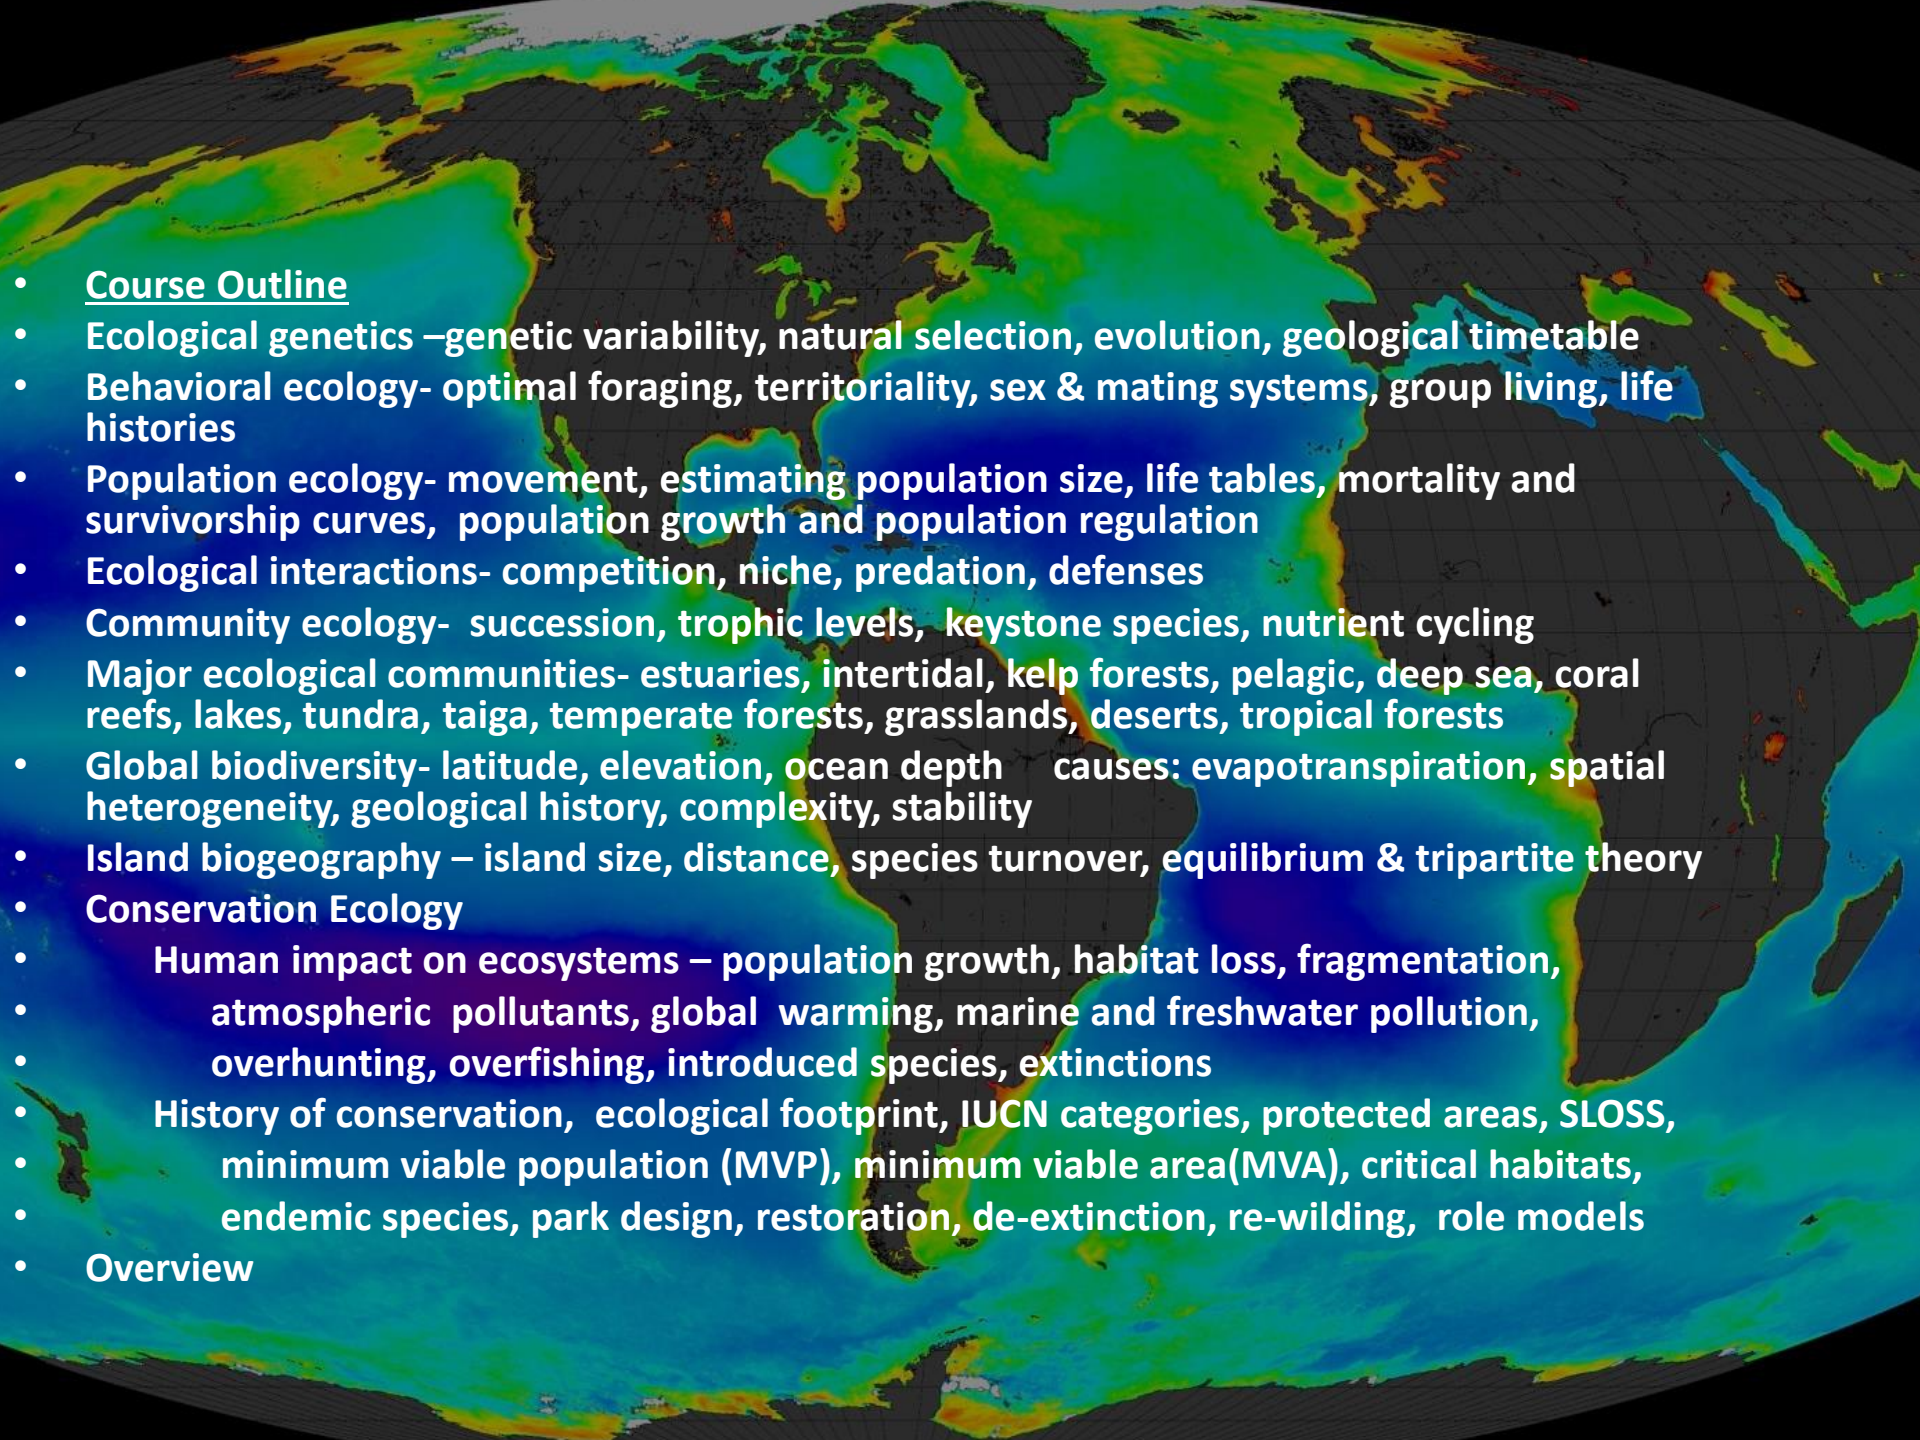 • Course Outline
• Ecological genetics –genetic variability, natural selection, evolution, geological timetable
• Behavioral ecology- optimal foraging, territoriality, sex & mating systems, group living, life
histories
• Population ecology- movement, estimating population size, life tables, mortality and
survivorship curves,  population growth and population regulation
• Ecological interactions- competition, niche, predation, defenses
• Community ecology-  succession, trophic levels,  keystone species, nutrient cycling
• Major ecological communities- estuaries, intertidal, kelp forests, pelagic, deep sea, coral
reefs, lakes, tundra, taiga, temperate forests, grasslands, deserts, tropical forests
• Global biodiversity- latitude, elevation, ocean depth     causes: evapotranspiration, spatial
heterogeneity, geological history, complexity, stability
• Island biogeography – island size, distance, species turnover, equilibrium & tripartite theory
• Conservation Ecology
• Human impact on ecosystems – population growth, habitat loss, fragmentation,
• atmospheric  pollutants, global  warming, marine and freshwater pollution,
• overhunting, overfishing, introduced species, extinctions
• History of conservation,  ecological footprint, IUCN categories, protected areas, SLOSS,
• minimum viable population (MVP), minimum viable area(MVA), critical habitats,
• endemic species, park design, restoration, de-extinction, re-wilding,  role models
• Overview